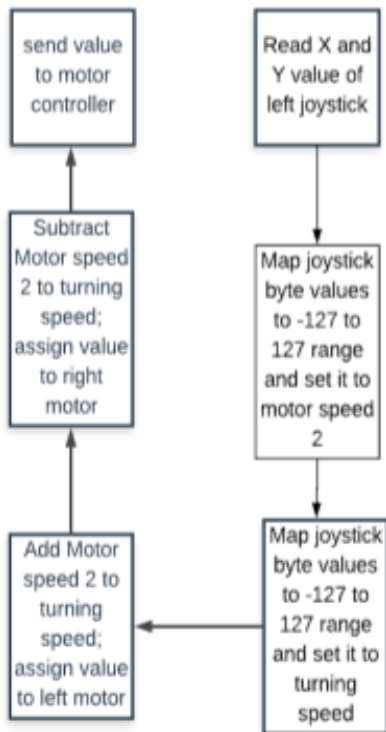 Read X and
Y value of
left joystick
Map joystick
byte values
to -127 to
127 range
and set it to
motor speed
2
Map joystick
byte values
to -127 to
127 range
and set it to
turning
speed
Add Motor
speed 2 to
turning
speed;
assign value
to left motor
Subtract
Motor speed
2 to turning
speed;
assign value
to right
motor
send value
to motor
controller